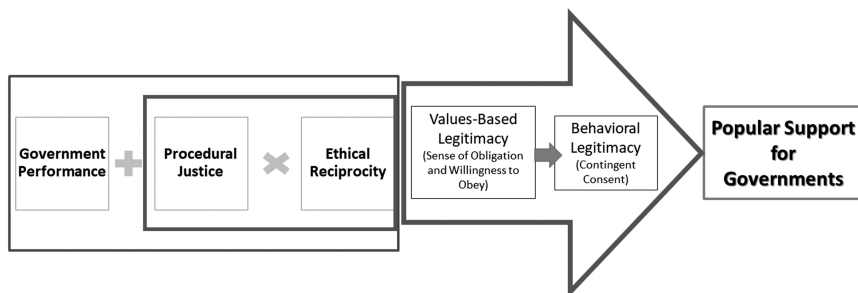 Government
Performance
Procedural
Justice
Ethical
Reciprocity
Values-Based
Legitimacy
(Sense of Obligation
and Willingness to
Obey)
Behavioral
Legitimacy
(Contingent
Consent)
Popular Support
for
Governments